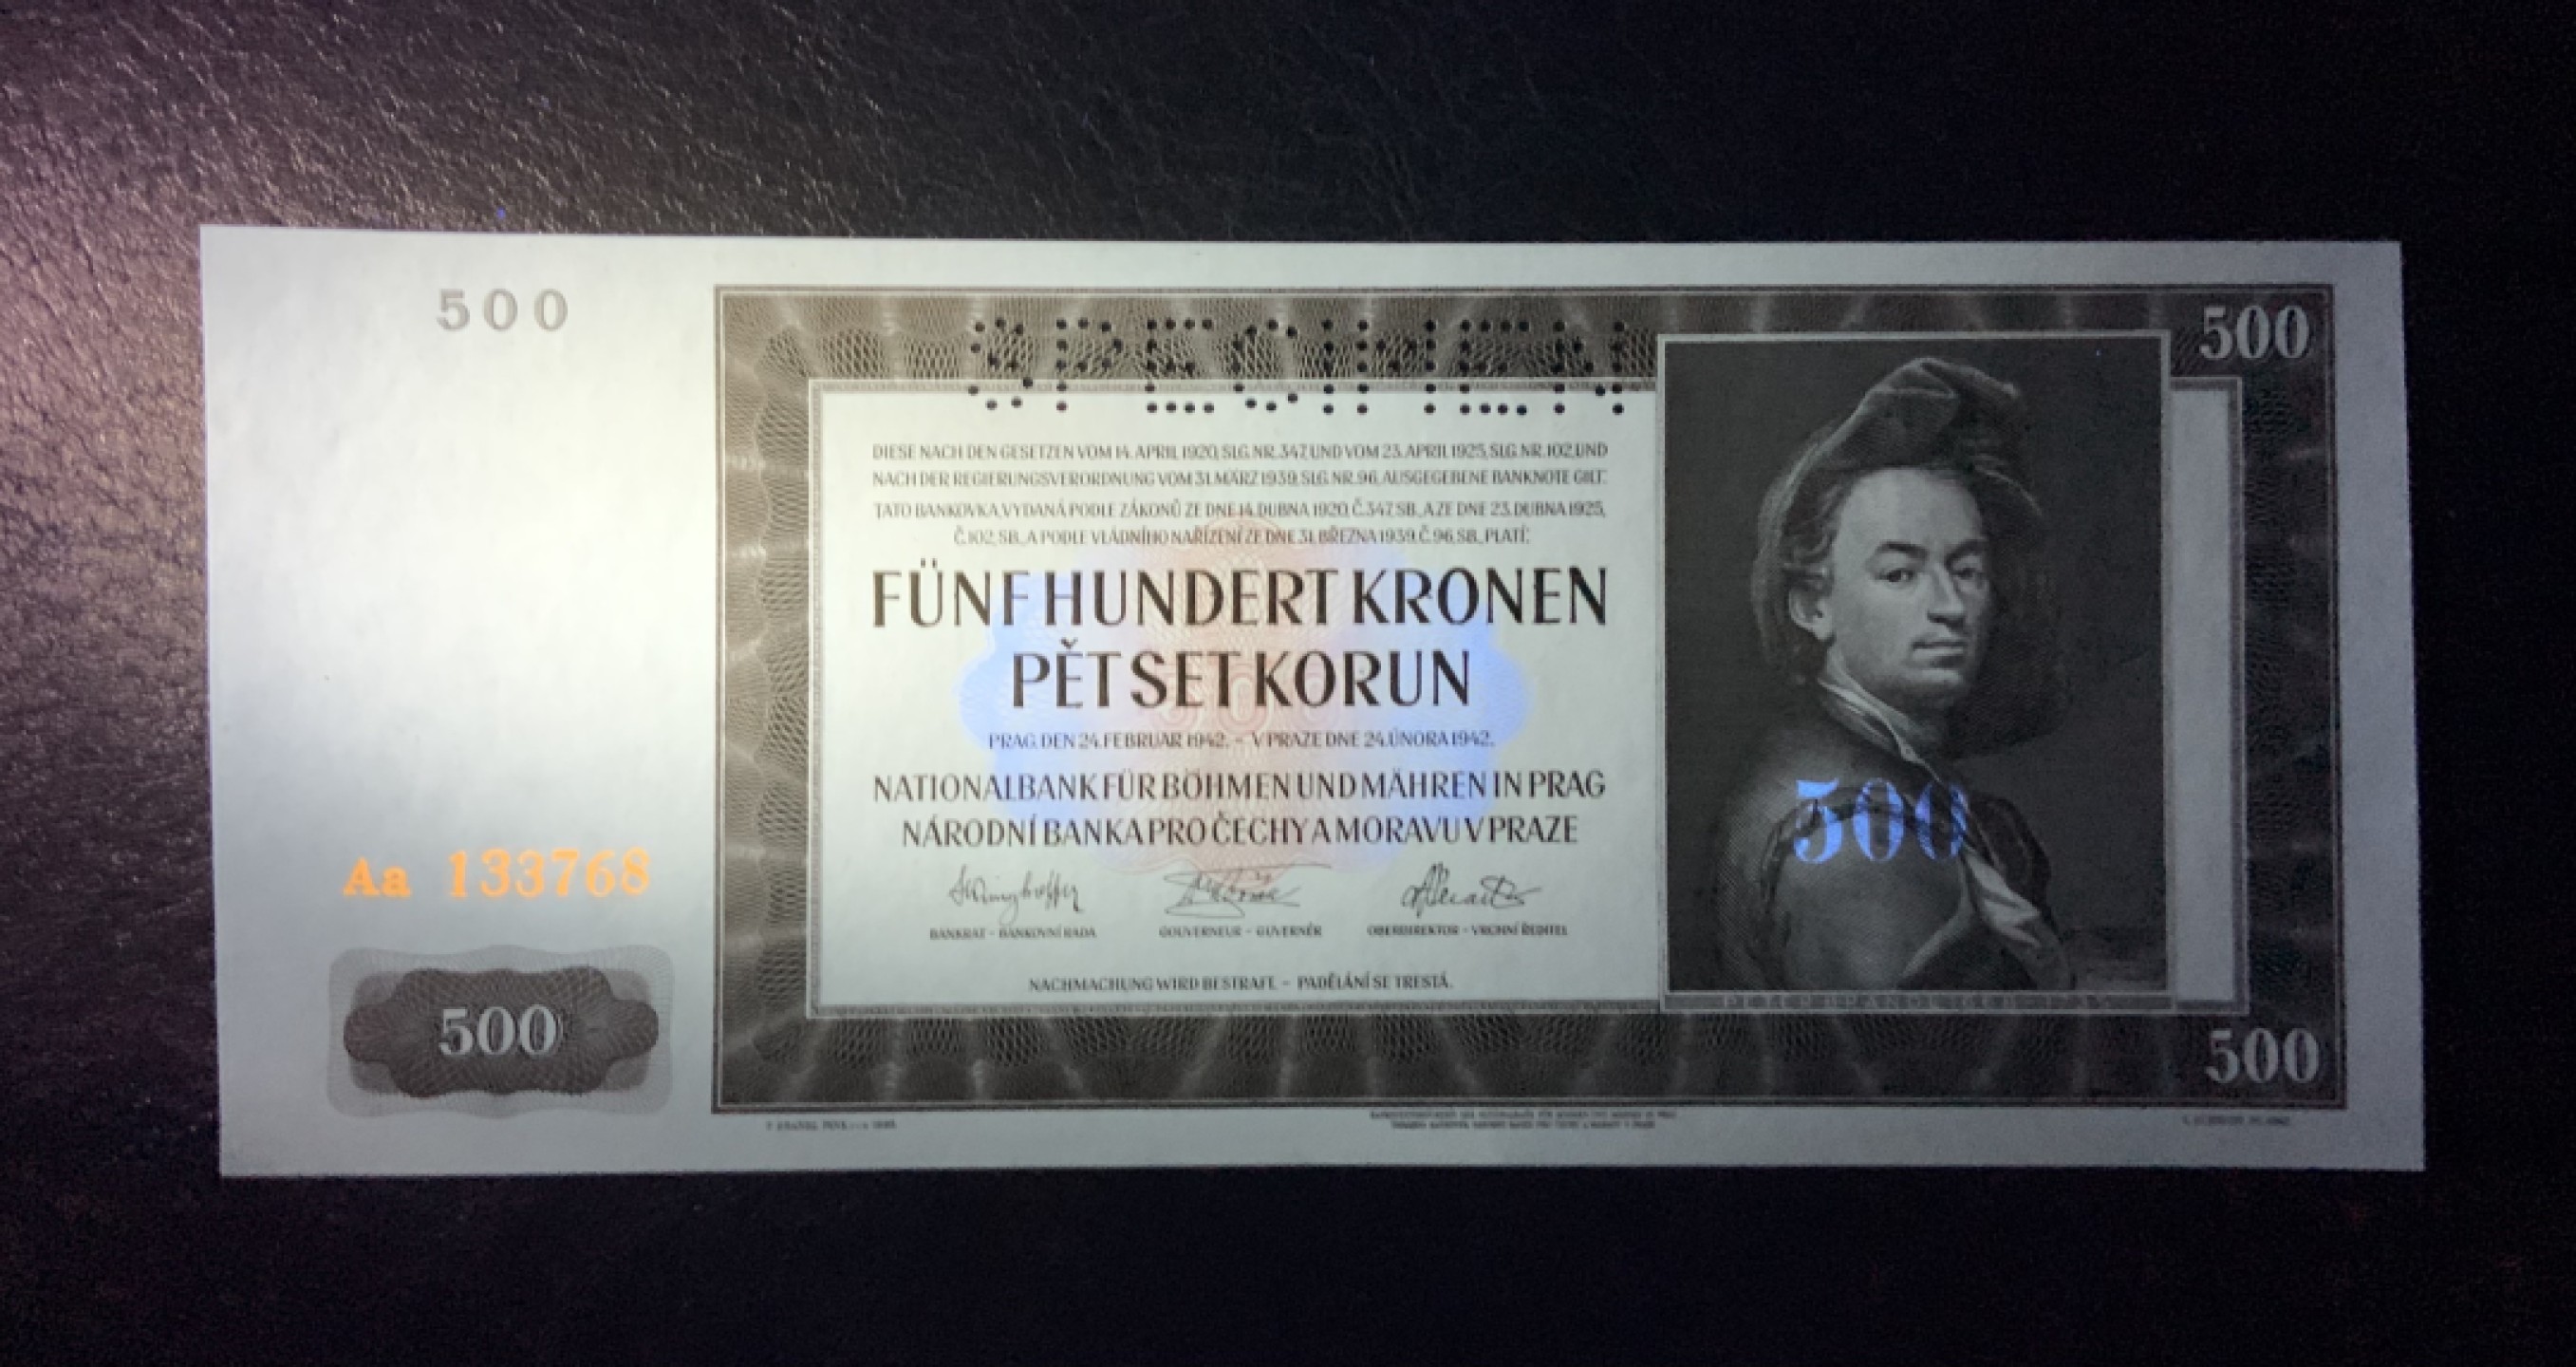 500
SPECIMEN
500
DIESE NACH DEN GESETZEN VOM 14. APRIL 1920, SLG. NR. 347, UND VOM 23. APRIL 1925, SLG. NR. 102, UND
NACH DER REGIERUNGSVERORDNUNG VOM 31. MÄRZ 1939, SLG. NR. 96, AUSGEGEBENE BANKNOTE GILT:
TATO BANKOVKA, VYDANÁ PODLE ZÁKONŮ ZE DNE 14. DUBNA 1920, Č. 347, SB., A ZE DNE 23. DUBNA 1925,
Č. 102, SB., A PODLE VLÁDNÍHO NAŘÍZENÍ ZE DNE 31. BŘEZNA 1939, Č. 96, SB., PLATÍ:
FÜNFHUNDERT KRONEN
PĚT SET KORUN
500
PRAG, DEN 24. FEBRUAR 1942. – V PRAZE DNE 24. ÚNORA 1942.
NATIONALBANK FÜR BÖHMEN UND MÄHREN IN PRAG
NÁRODNÍ BANKA PRO ČECHY A MORAVU V PRAZE
500
Aa 133768
BANKRAT – BANKOVNÍ RADA
GOUVERNEUR – GUVERNÉR
OBERDIREKTOR – VRCHNÍ ŘEDITEL
NACHMACHUNG WIRD BESTRAFT. – PADĚLÁNÍ SE TRESTÁ.
500
500